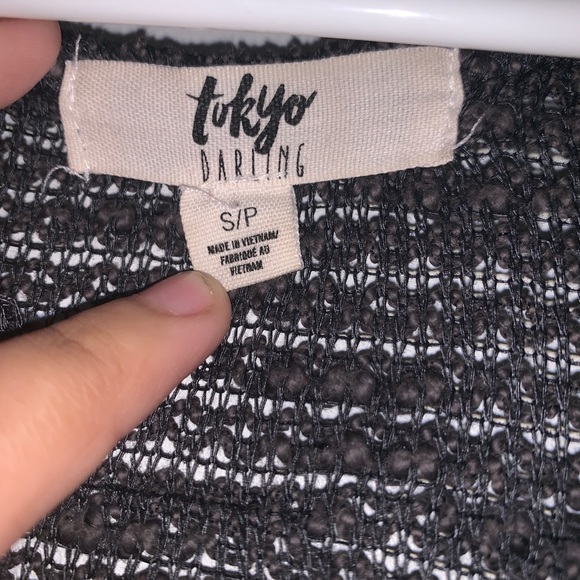 tokyo
DARLING
S/P
MADE IN VIETNAM/
FABRIQUÉ AU
VIETNAM